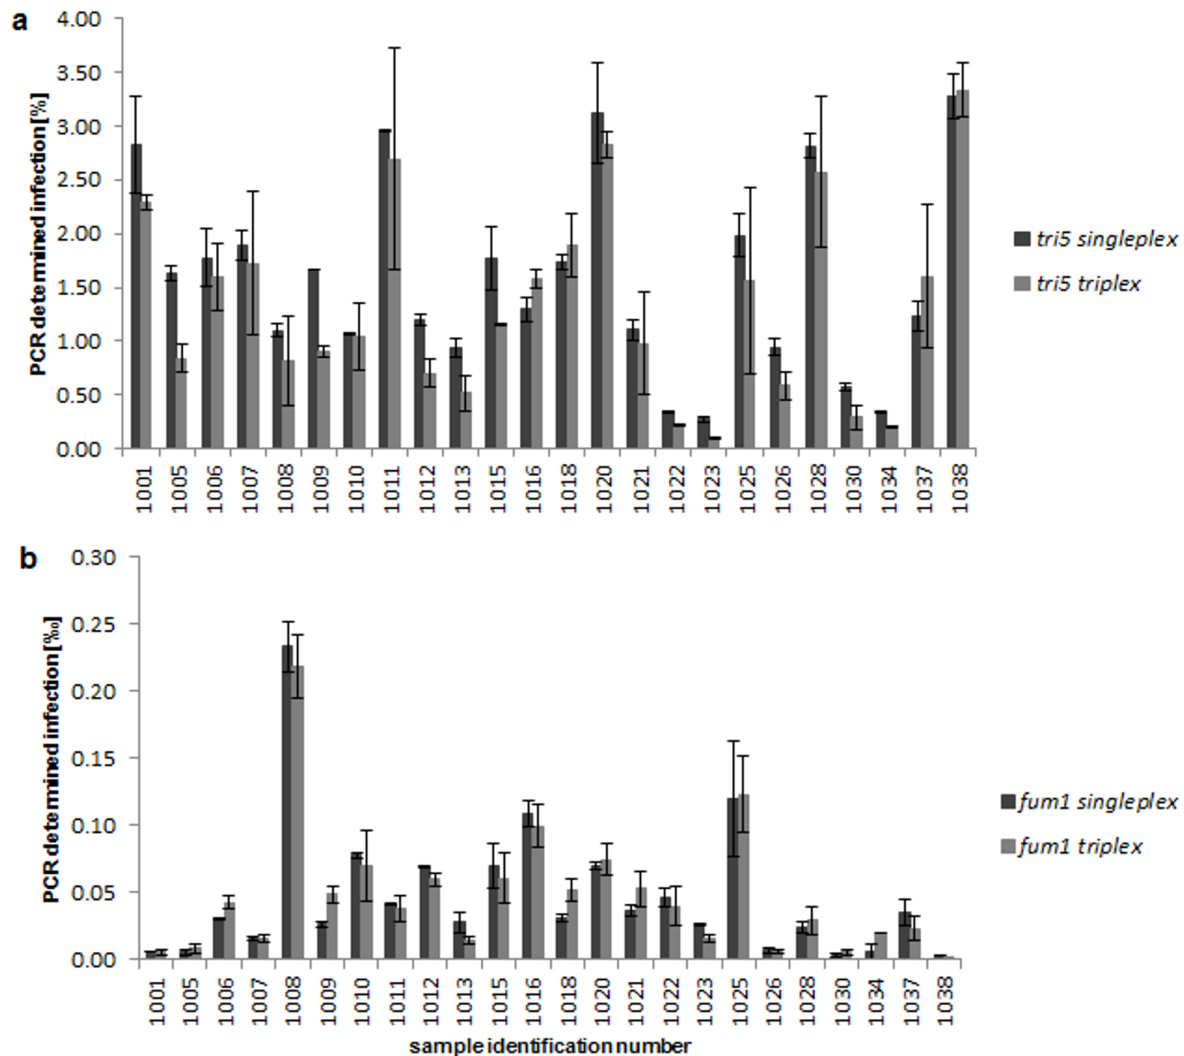 a
PCR determined infection[%]
4.00
3.50
3.00
2.50
2.00
1.50
1.00
0.50
0.00
1001 1005 1006 1007 1008 1009 1010 1011 1012 1013 1015 1016 1018 1020 1021 1022 1023 1025 1026 1028 1030 1034 1037 1038
tri5 singleplex
tri5 triplex
b
PCR determined infection[‰]
0.30
0.25
0.20
0.15
0.10
0.05
0.00
1001 1005 1006 1007 1008 1009 1010 1011 1012 1013 1015 1016 1018 1020 1021 1022 1023 1025 1026 1028 1030 1034 1037 1038
sample identification number
fum1 singleplex
fum1 triplex